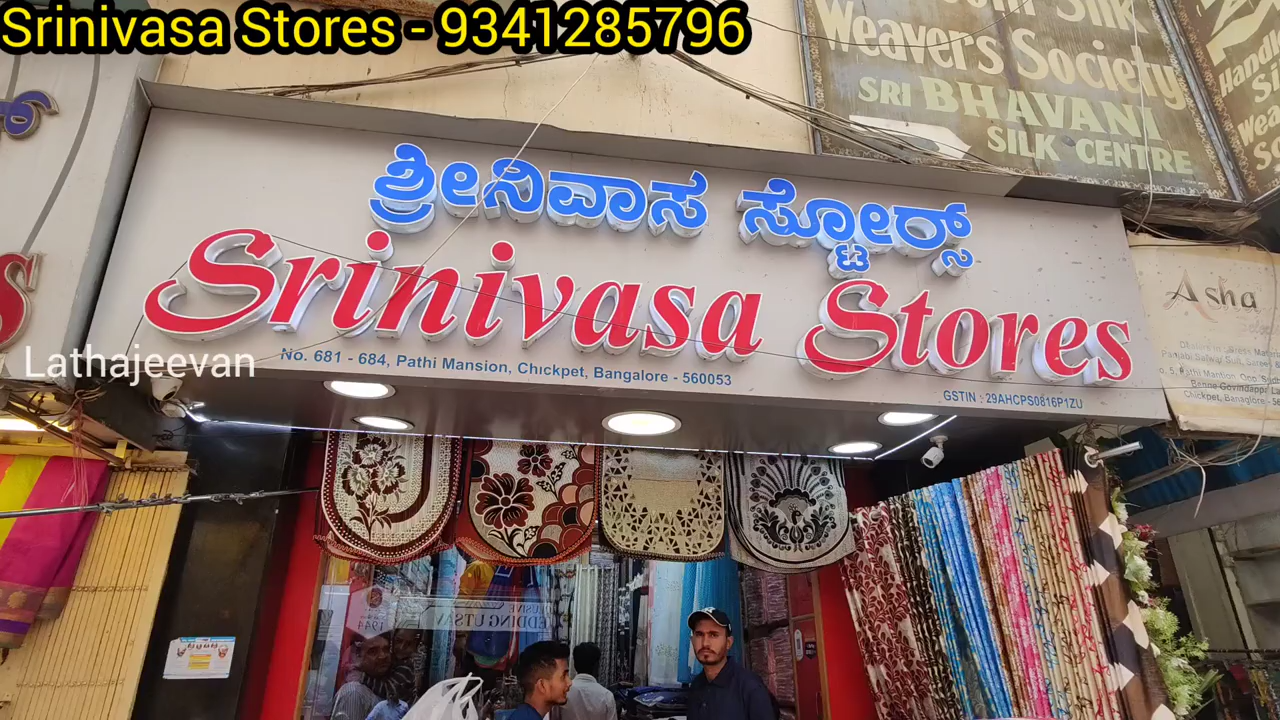 Srinivasa Stores - 9341285796
Weavers Society
SRI BHAVANI
SILK CENTRE
ಶ್ರೀನಿವಾಸ ಸ್ಟೋರ್ಸ್
Srinivasa Stores
No. 681 - 684, Pathi Mansion, Chickpet, Bangalore - 560053
GSTIN : 29AHCPS0816P1ZU
Lathajeevan
Asha